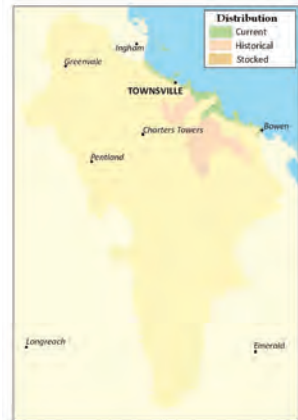 Distribution
Current
Historical
Stocked
Ingham
Greenvale
TOWNSVILLE
Charters Towers
Bowen
Pentland
Longreach
Emerald